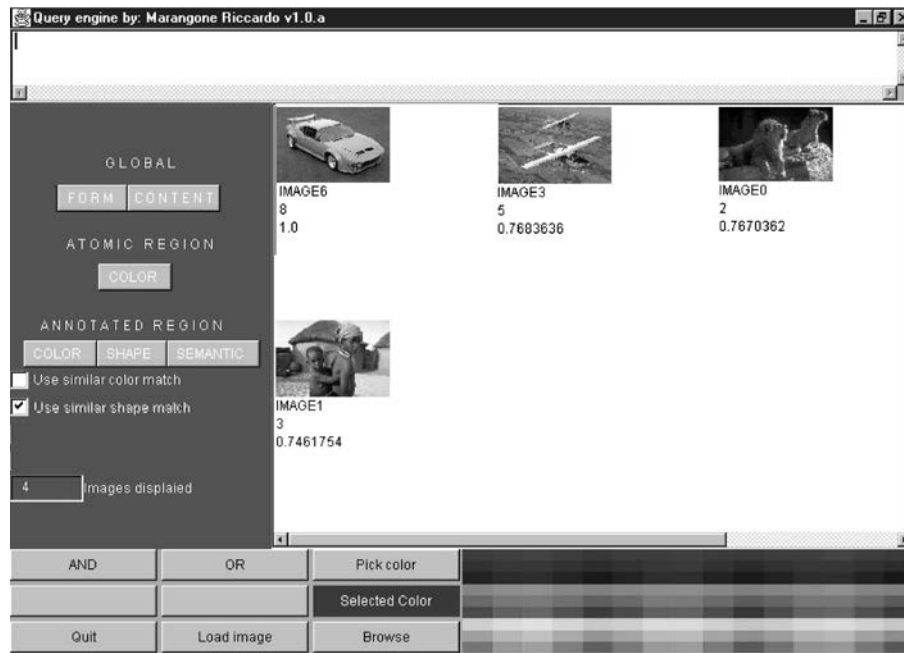 Query engine by: Marangone Riccardo v1.0.a
GLOBAL
FORM CONTENT
ATOMIC REGION
COLOR
ANNOTATED REGION
COLOR SHAPE SEMANTIC
Use similar color match
Use similar shape match
4 Images displaied
IMAGE6
8
1.0
IMAGE3
5
0.7683636
IMAGE0
2
0.7670362
IMAGE1
3
0.7461754
AND OR Pick color
Selected Color
Quit Load image Browse